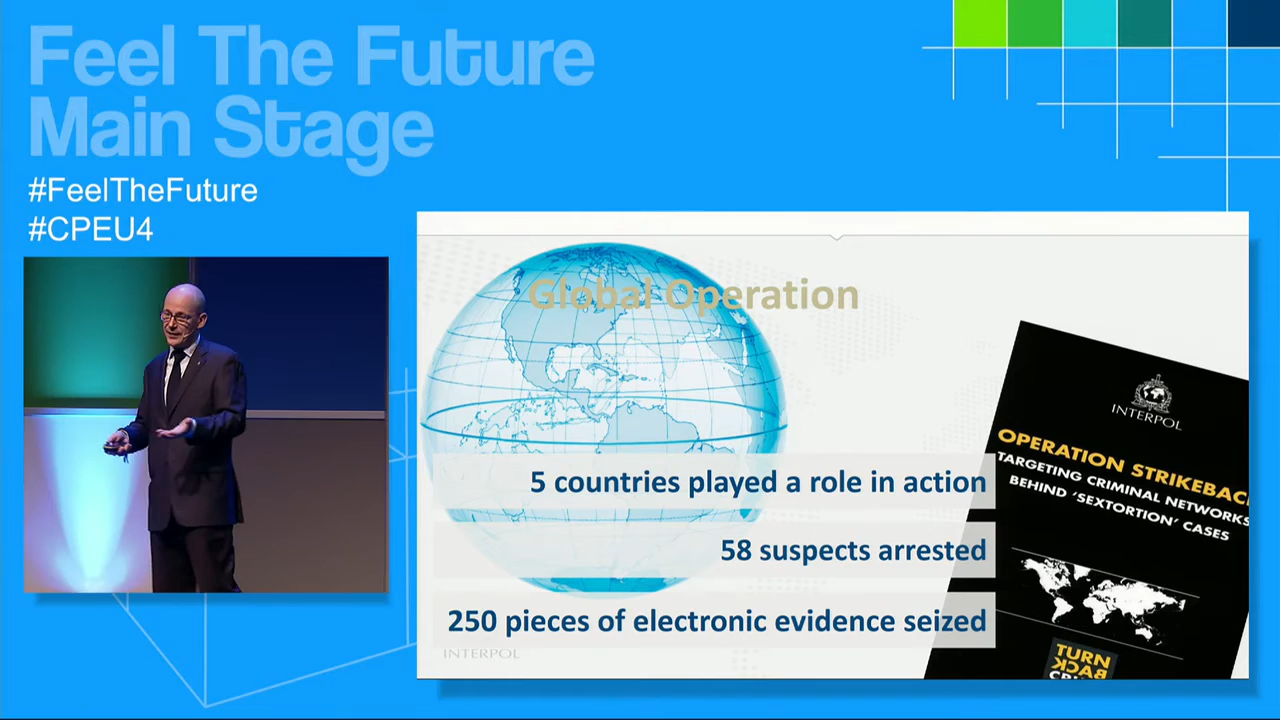 Feel The Future
Main Stage
#FeelTheFuture
#CPEU4
Global Operation
5 countries played a role in action
58 suspects arrested
250 pieces of electronic evidence seized
INTERPOL
INTERPOL
OPERATION STRIKEBAC
TARGETING CRIMINAL NETWORKS
BEHIND ‘SEXTORTION’ CASES
TURN
BACK